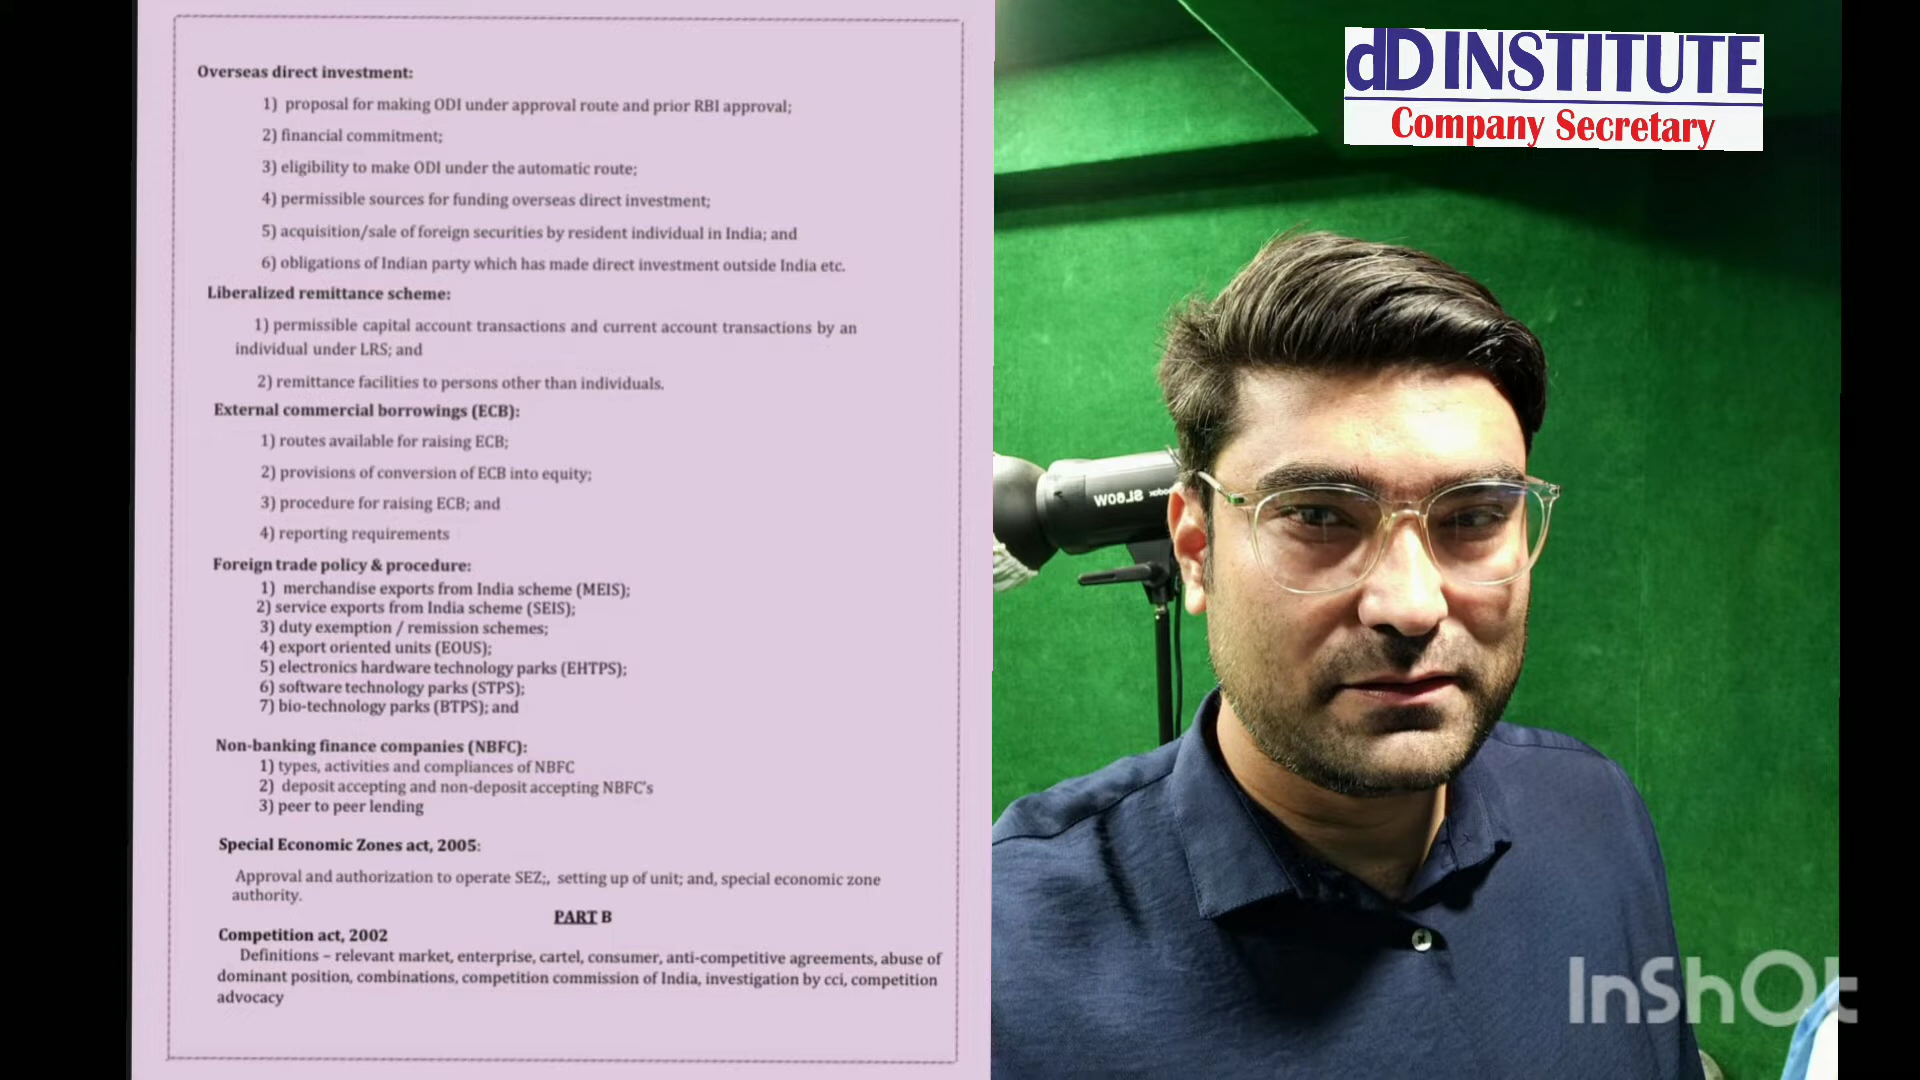 Overseas direct investment:
1) proposal for making ODI under approval route and prior RBI approval;
2) financial commitment;
3) eligibility to make ODI under the automatic route;
4) permissible sources for funding overseas direct investment;
5) acquisition/sale of foreign securities by resident individual in India; and
6) obligations of Indian party which has made direct investment outside India etc.
Liberalized remittance scheme:
1) permissible capital account transactions and current account transactions by an
individual under LRS; and
2) remittance facilities to persons other than individuals.
External commercial borrowings (ECB):
1) routes available for raising ECB;
2) provisions of conversion of ECB into equity;
3) procedure for raising ECB; and
4) reporting requirements
Foreign trade policy & procedure:
1) merchandise exports from India scheme (MEIS);
2) service exports from India scheme (SEIS);
3) duty exemption / remission schemes;
4) export oriented units (EOUS);
5) electronics hardware technology parks (EHTPS);
6) software technology parks (STPS);
7) bio-technology parks (BTPS); and
Non-banking finance companies (NBFC):
1) types, activities and compliances of NBFC
2) deposit accepting and non-deposit accepting NBFC's
3) peer to peer lending
Special Economic Zones act, 2005:
Approval and authorization to operate SEZ;, setting up of unit; and, special economic zone
authority.
PART B
Competition act, 2002
Definitions – relevant market, enterprise, cartel, consumer, anti-competitive agreements, abuse of
dominant position, combinations, competition commission of India, investigation by cci, competition
advocacy
dD INSTITUTE
Company Secretary
Godox SL60W
InShOt